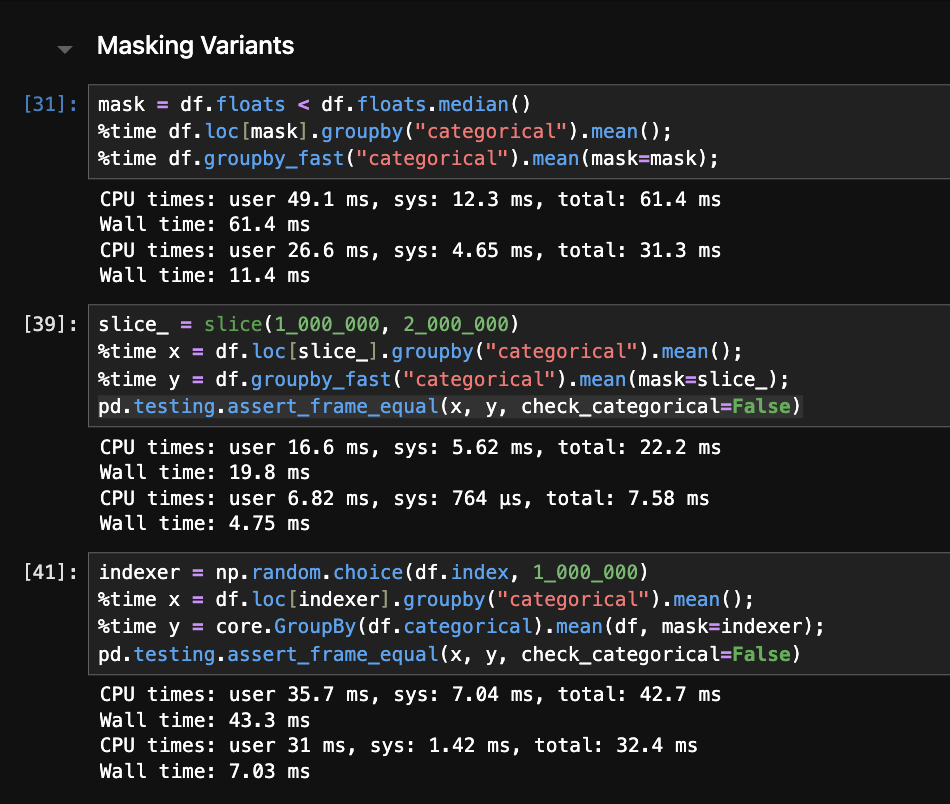 Masking Variants
[31]: mask = df.floats < df.floats.median()
%time df.loc[mask].groupby("categorical").mean();
%time df.groupby_fast("categorical").mean(mask=mask);
CPU times: user 49.1 ms, sys: 12.3 ms, total: 61.4 ms
Wall time: 61.4 ms
CPU times: user 26.6 ms, sys: 4.65 ms, total: 31.3 ms
Wall time: 11.4 ms
[39]: slice_ = slice(1_000_000, 2_000_000)
%time x = df.loc[slice_].groupby("categorical").mean();
%time y = df.groupby_fast("categorical").mean(mask=slice_);
pd.testing.assert_frame_equal(x, y, check_categorical=False)
CPU times: user 16.6 ms, sys: 5.62 ms, total: 22.2 ms
Wall time: 19.8 ms
CPU times: user 6.82 ms, sys: 764 µs, total: 7.58 ms
Wall time: 4.75 ms
[41]: indexer = np.random.choice(df.index, 1_000_000)
%time x = df.loc[indexer].groupby("categorical").mean();
%time y = core.GroupBy(df.categorical).mean(df, mask=indexer);
pd.testing.assert_frame_equal(x, y, check_categorical=False)
CPU times: user 35.7 ms, sys: 7.04 ms, total: 42.7 ms
Wall time: 43.3 ms
CPU times: user 31 ms, sys: 1.42 ms, total: 32.4 ms
Wall time: 7.03 ms